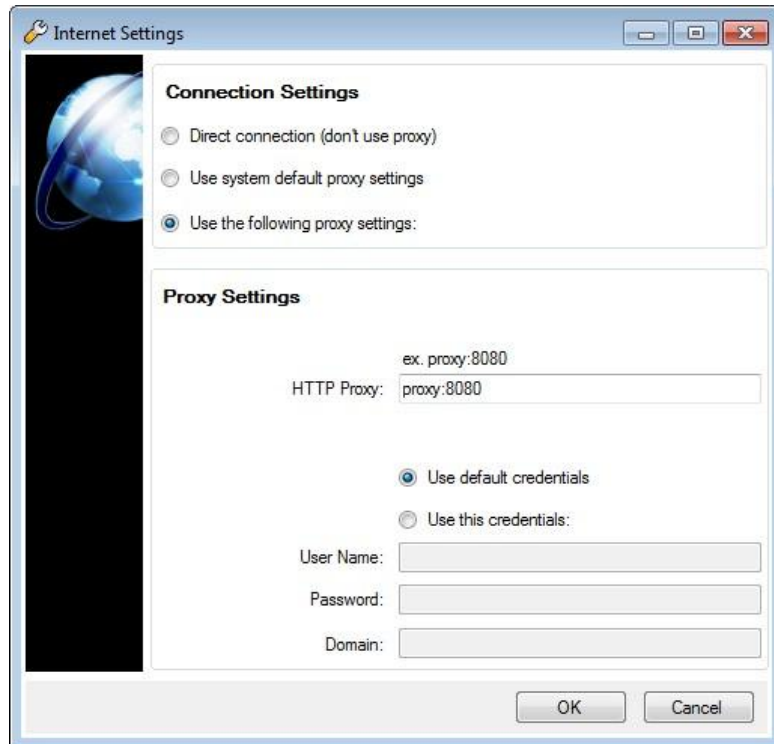 Internet Settings
Connection Settings
Direct connection (don't use proxy)
Use system default proxy settings
Use the following proxy settings:
Proxy Settings
ex. proxy:8080
HTTP Proxy: proxy:8080
Use default credentials
Use this credentials:
User Name:
Password:
Domain:
OK Cancel